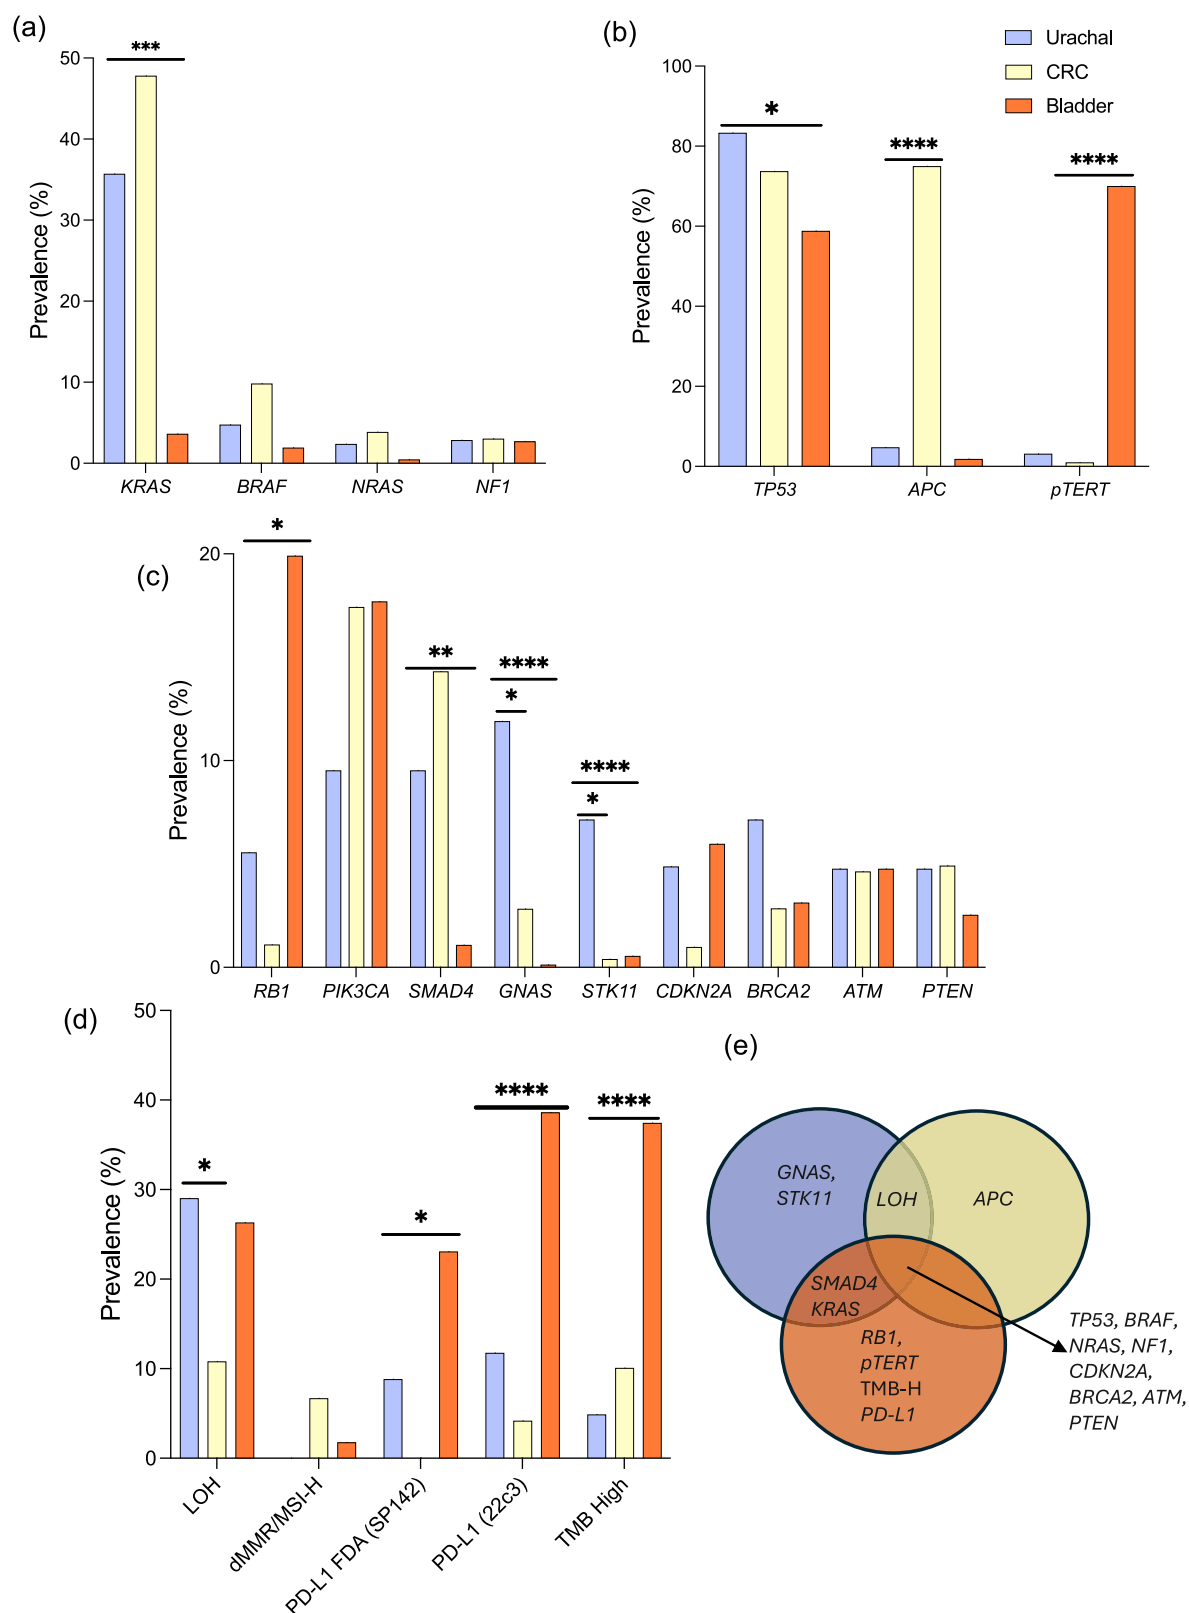 (a)
***
50
40
30
20
10
0
Prevalence (%)
KRAS
BRAF
NRAS
NF1
(b)
Urachal
CRC
Bladder
100
80
60
40
20
0
Prevalence (%)
*
****
****
TP53
APC
pTERT
(c)
20
10
0
Prevalence (%)
*
**
****
*
****
*
RB1
PIK3CA
SMAD4
GNAS
STK11
CDKN2A
BRCA2
ATM
PTEN
(d)
50
40
30
20
10
0
Prevalence (%)
*
*
****
****
LOH
dMMR/MSI-H
PD-L1 FDA (SP142)
PD-L1 (22c3)
TMB High
(e)
GNAS,
STK11
LOH
APC
SMAD4
KRAS
RB1,
pTERT
TMB-H
PD-L1
TP53, BRAF,
NRAS, NF1,
CDKN2A,
BRCA2, ATM,
PTEN